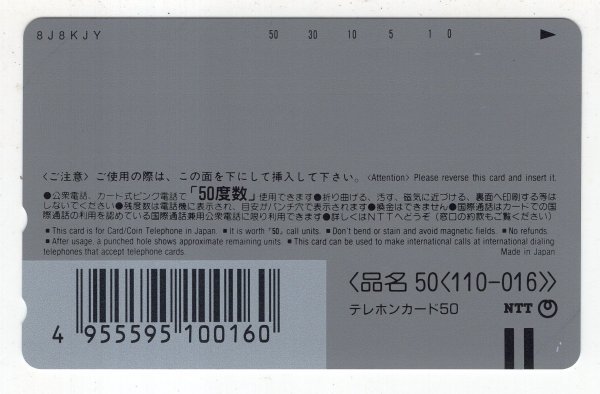 8J8KJY 50 30 10 5 1 0
〈ご注意〉ご使用の際は、この面を下にして挿入して下さい。〈Attention〉Please reverse this card and insert it.
●公衆電話、カード式ピンク電話で「50度数」使用できます●折り曲げる、汚す、磁気に近づける、裏面へ印刷する等は
しないでください●残度数は電話機に表示され、目安がパンチ穴で表示されます●換金はできません●国際通話はカードでの国
際通話の利用を認めている国際通話兼用公衆電話に限り利用できます●詳しくはNTTへどうぞ（窓口の約款もご覧ください）
■This card is for Card/Coin Telephone in Japan. ■It is worth "50" call units. ■Don't bend or stain and avoid magnetic fields. ■No refunds.
■After usage, a punched hole shows approximate remaining units ■This card can be used to make international calls at international dialing
telephones that accept telephone cards. Made in Japan
〈品名 50〈110-016〉〉
テレホンカード50 NTT
4 955595 100160